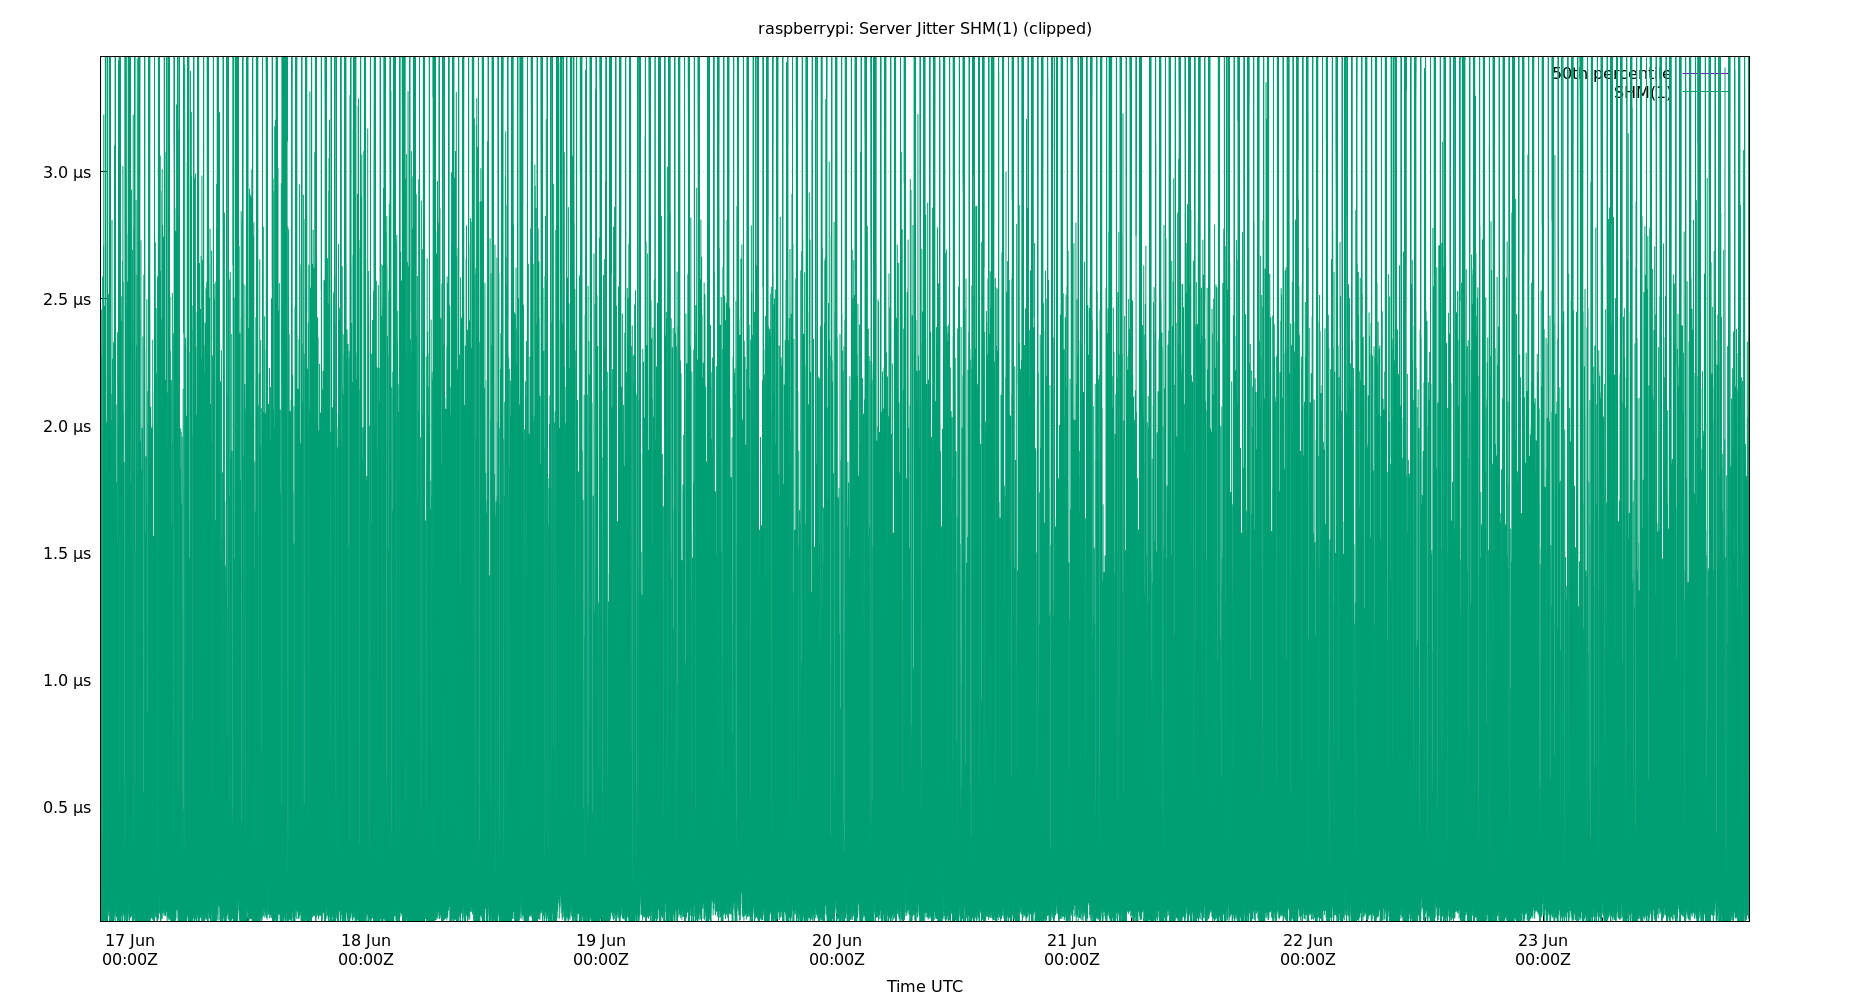 raspberrypi: Server Jitter SHM(1) (clipped)
50th percentile
SHM(1)
3.0 μs
2.5 μs
2.0 μs
1.5 μs
1.0 μs
0.5 μs
17 Jun 18 Jun 19 Jun 20 Jun 21 Jun 22 Jun 23 Jun
00:00Z 00:00Z 00:00Z 00:00Z 00:00Z 00:00Z 00:00Z
Time UTC